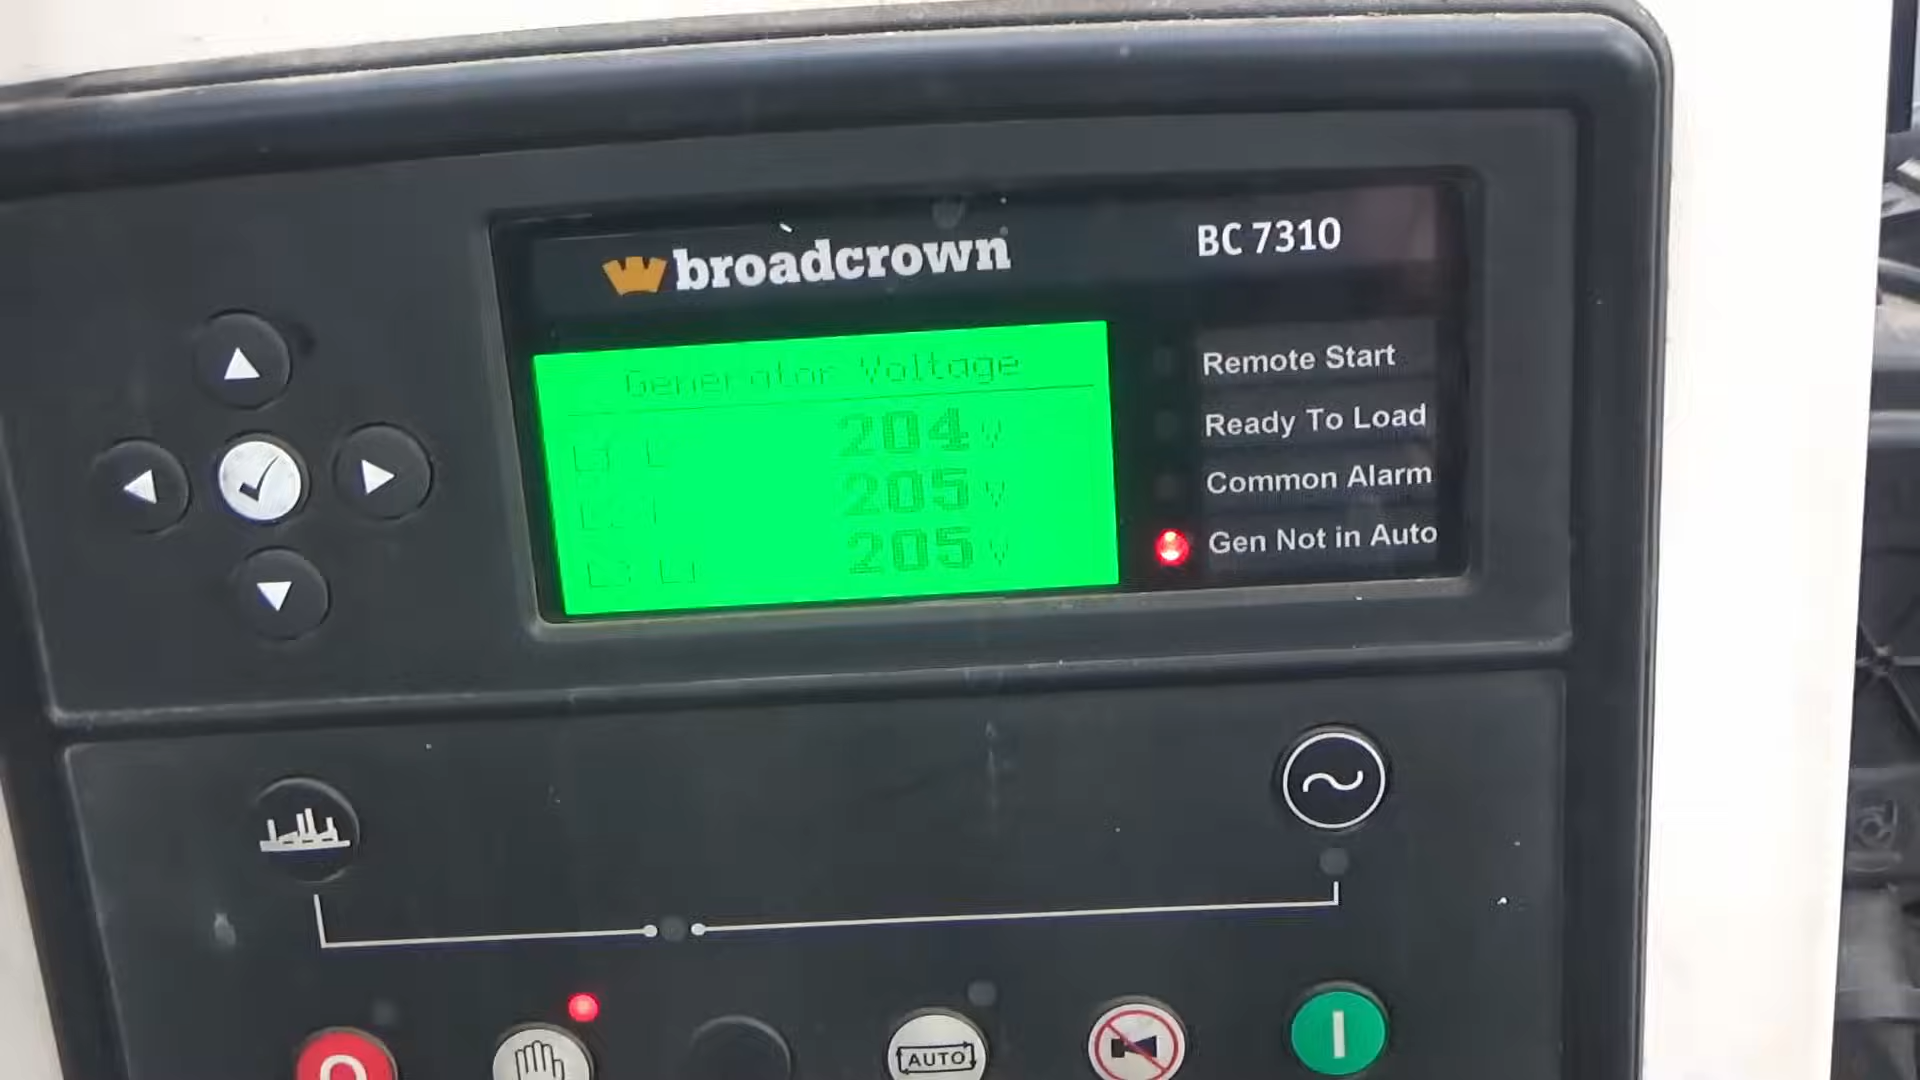 broadcrown
BC 7310
Generator Voltage
204 V
205 V
205 V
Remote Start
Ready To Load
Common Alarm
Gen Not in Auto
AUTO